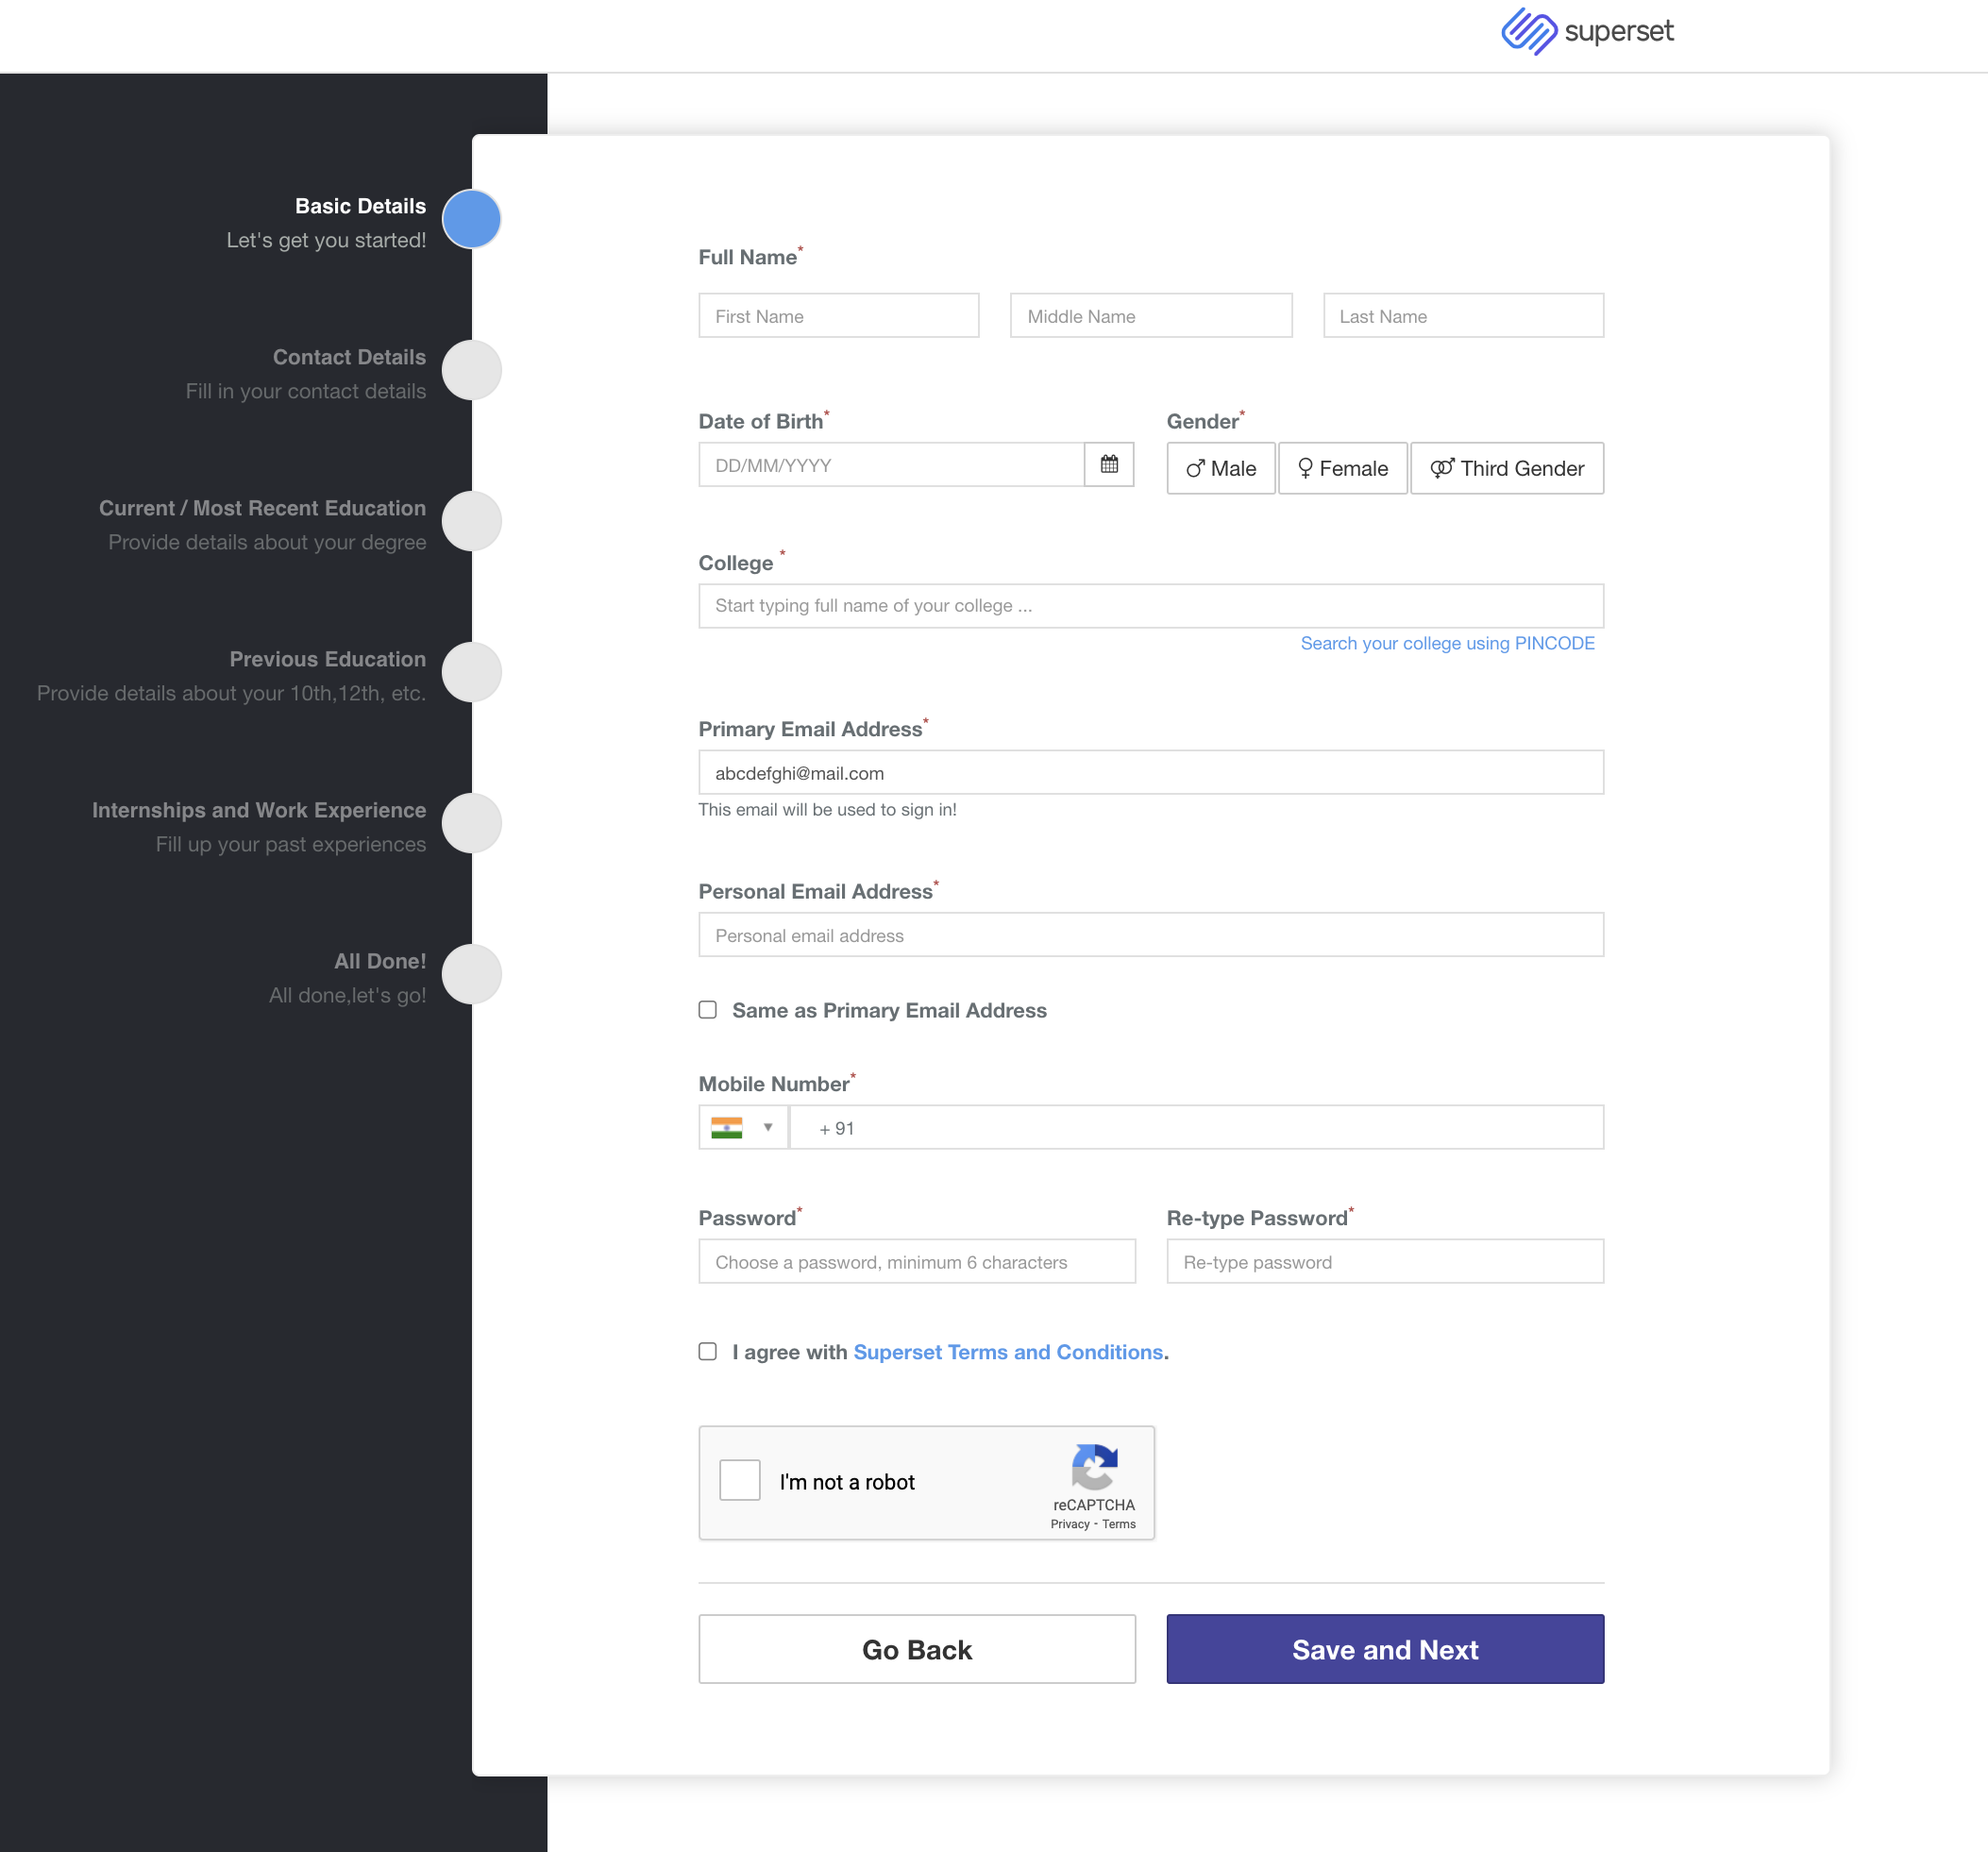 superset
Basic Details
Let's get you started!
Contact Details
Fill in your contact details
Current / Most Recent Education
Provide details about your degree
Previous Education
Provide details about your 10th,12th, etc.
Internships and Work Experience
Fill up your past experiences
All Done!
All done,let's go!
Full Name*
First Name Middle Name Last Name
Date of Birth* Gender*
DD/MM/YYYY Male Female Third Gender
College *
Start typing full name of your college ...
Search your college using PINCODE
Primary Email Address*
abcdefghi@mail.com
This email will be used to sign in!
Personal Email Address*
Personal email address
Same as Primary Email Address
Mobile Number*
+ 91
Password* Re-type Password*
Choose a password, minimum 6 characters Re-type password
I agree with Superset Terms and Conditions.
I'm not a robot
reCAPTCHA
Privacy - Terms
Go Back Save and Next